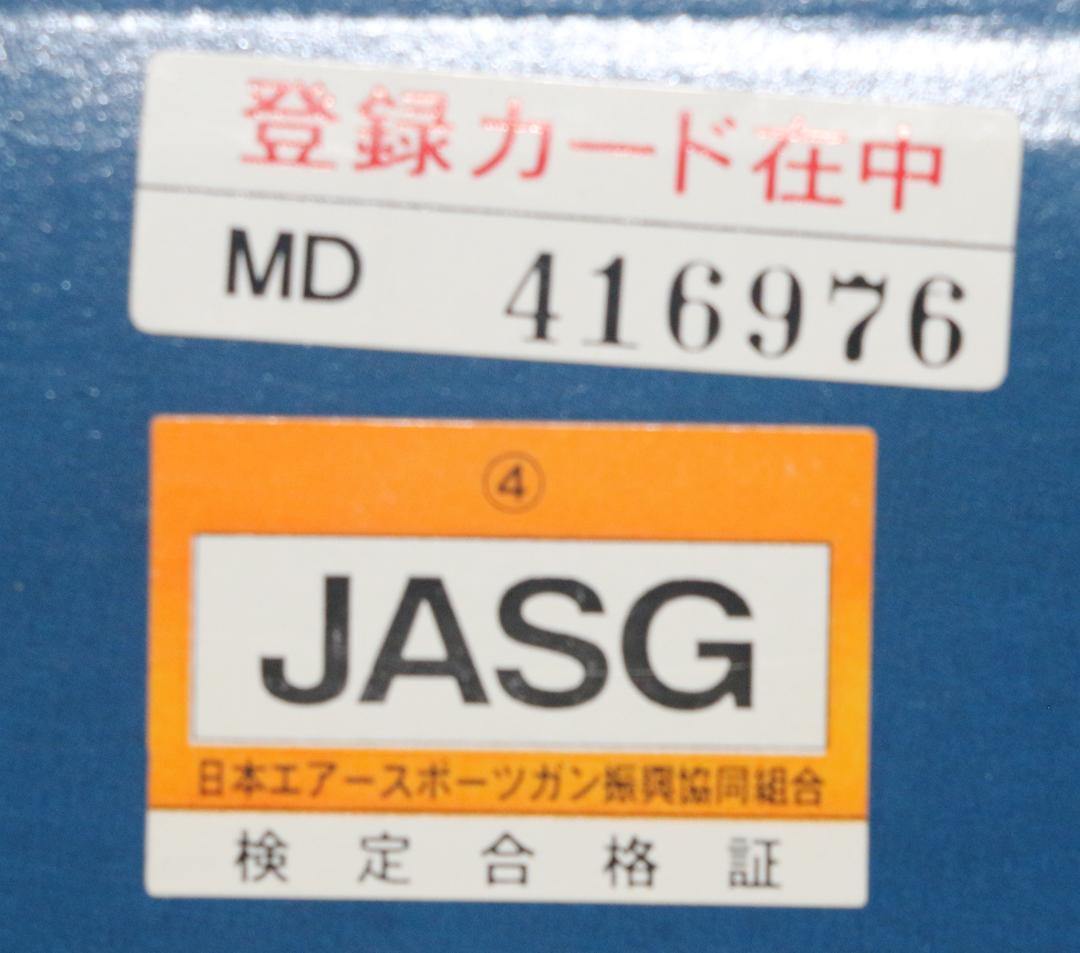 登録カード在中
MD 416976
④
JASG
日本エアースポーツガン振興協同組合
検定合格証